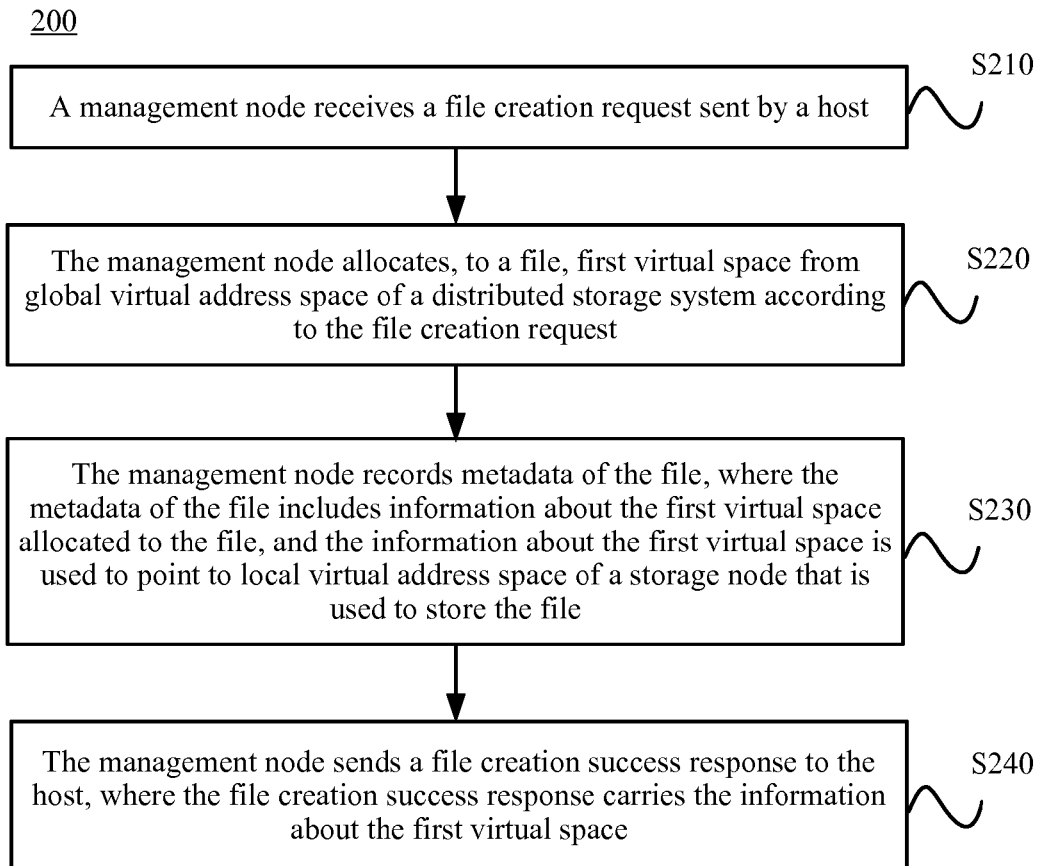 200
S210
A management node receives a file creation request sent by a host
The management node allocates, to a file, first virtual space from
global virtual address space of a distributed storage system according
to the file creation request
S220
The management node records metadata of the file, where the
metadata of the file includes information about the first virtual space
allocated to the file, and the information about the first virtual space is
used to point to local virtual address space of a storage node that is
used to store the file
S230
The management node sends a file creation success response to the
host, where the file creation success response carries the information
about the first virtual space
S240